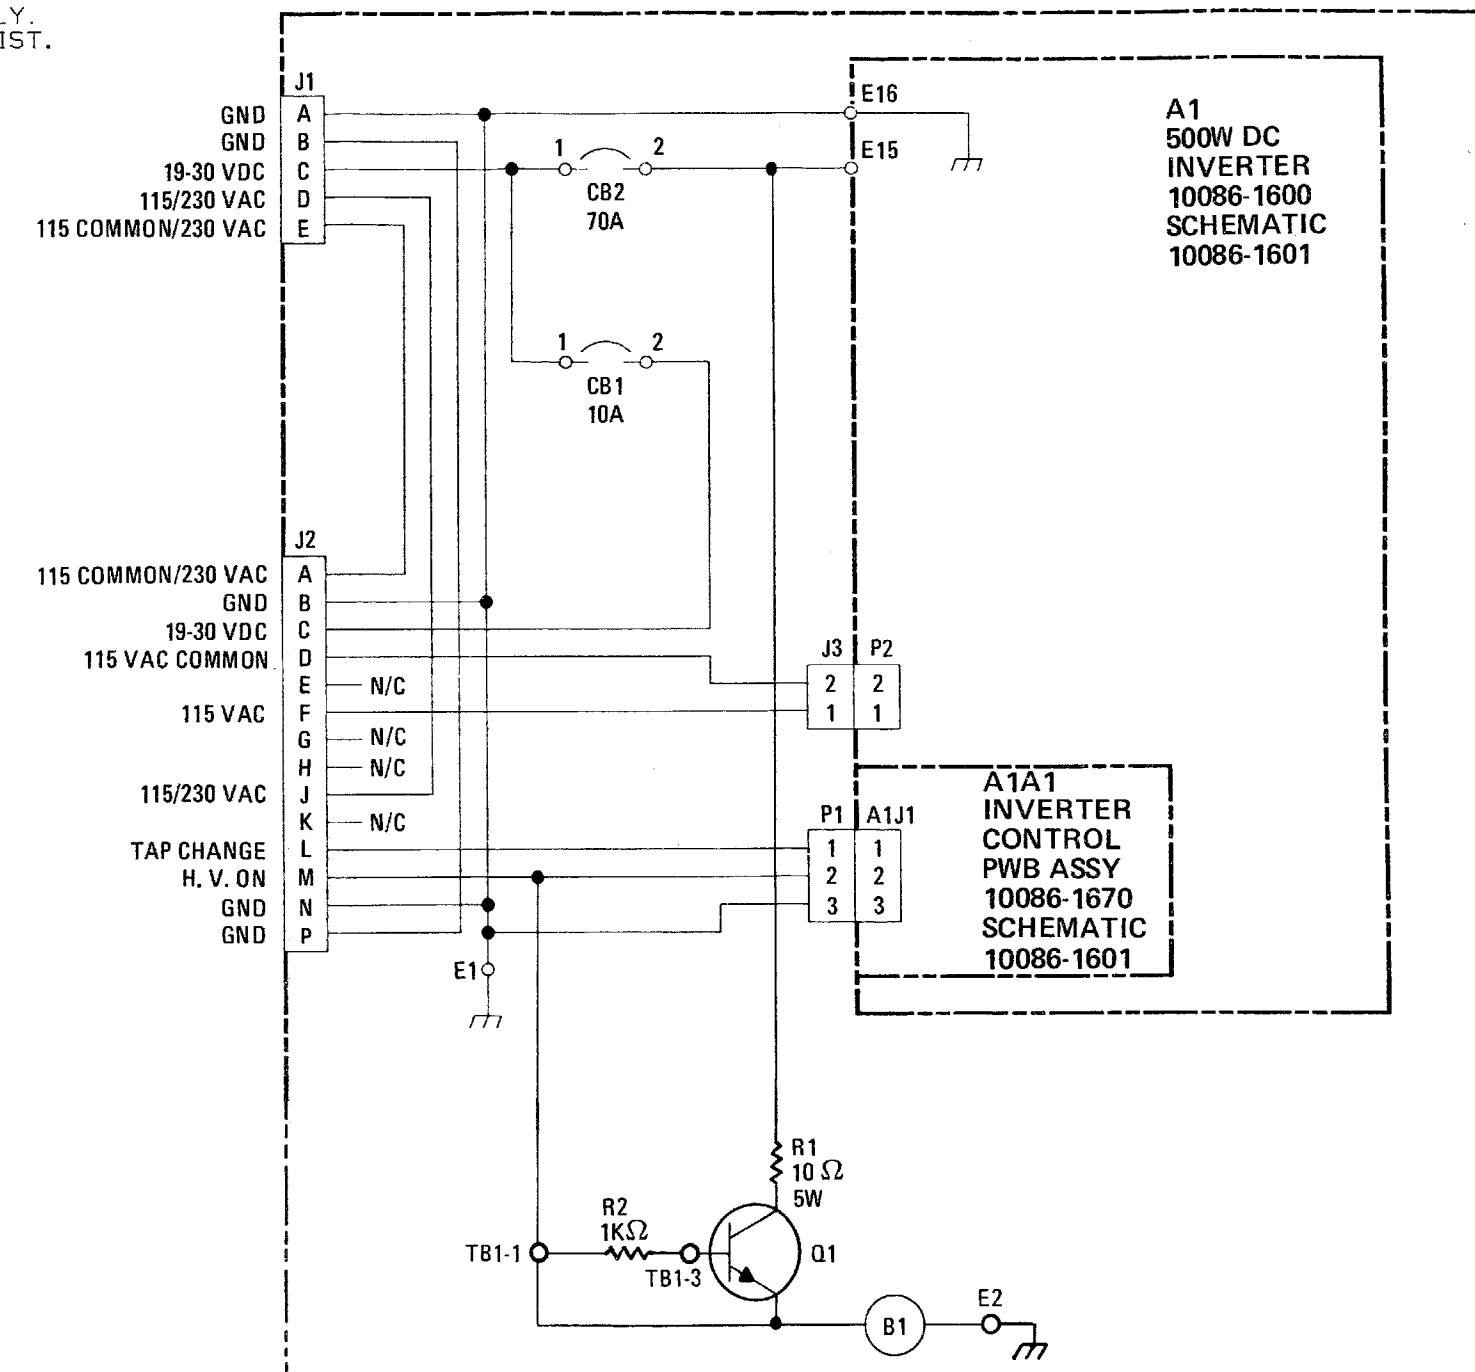 LY.
IST.
J1
GND A
GND B
19-30 VDC C
115/230 VAC D
115 COMMON/230 VAC E
E16
E15
1 2
CB2
70A
1 2
CB1
10A
A1
500W DC
INVERTER
10086-1600
SCHEMATIC
10086-1601
J2
115 COMMON/230 VAC A
GND B
19-30 VDC C
115 VAC COMMON D
E N/C
115 VAC F
G N/C
H N/C
115/230 VAC J
K N/C
TAP CHANGE L
H. V. ON M
GND N
GND P
J3 P2
2 2
1 1
P1 A1J1
1 1
2 2
3 3
A1A1
INVERTER
CONTROL
PWB ASSY
10086-1670
SCHEMATIC
10086-1601
E1
R1
10 Ω
5W
R2
1KΩ
TB1-1
TB1-3
Q1
B1
E2